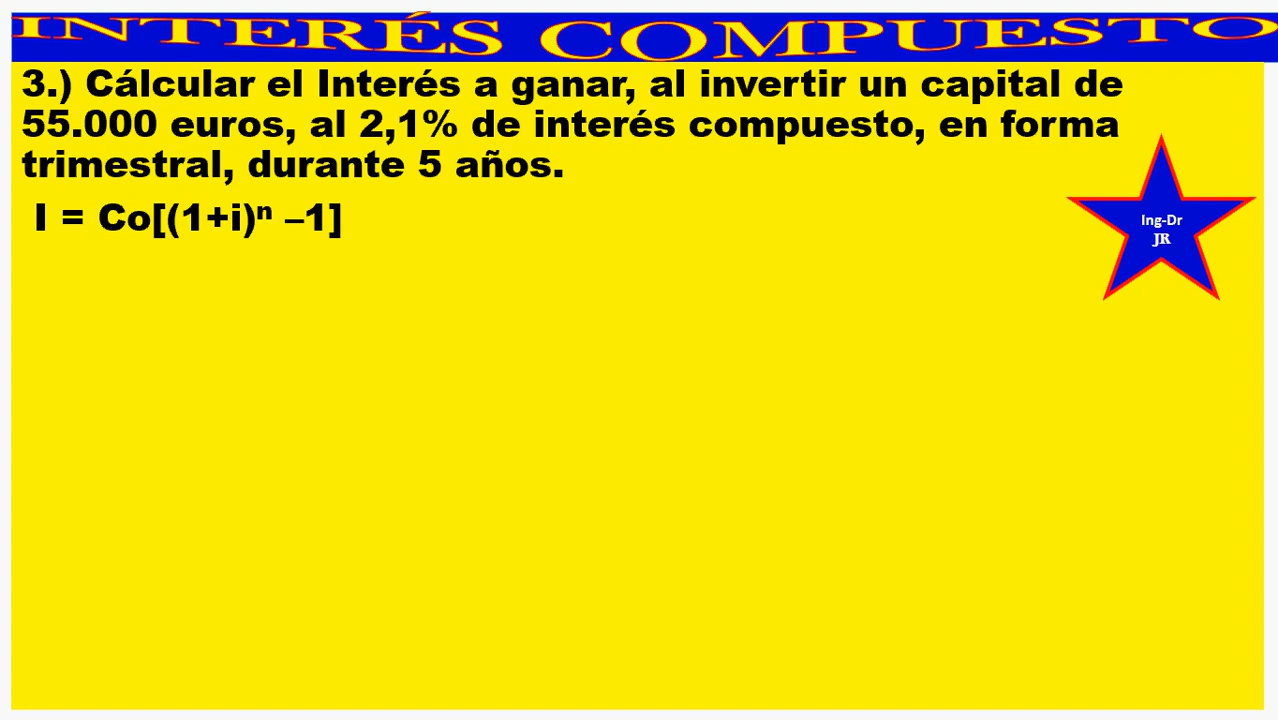 INTERÉS COMPUESTO
3.) Cálcular el Interés a ganar, al invertir un capital de
55.000 euros, al 2,1% de interés compuesto, en forma
trimestral, durante 5 años.
I = Co[(1+i)ⁿ –1]
Ing-Dr
JR